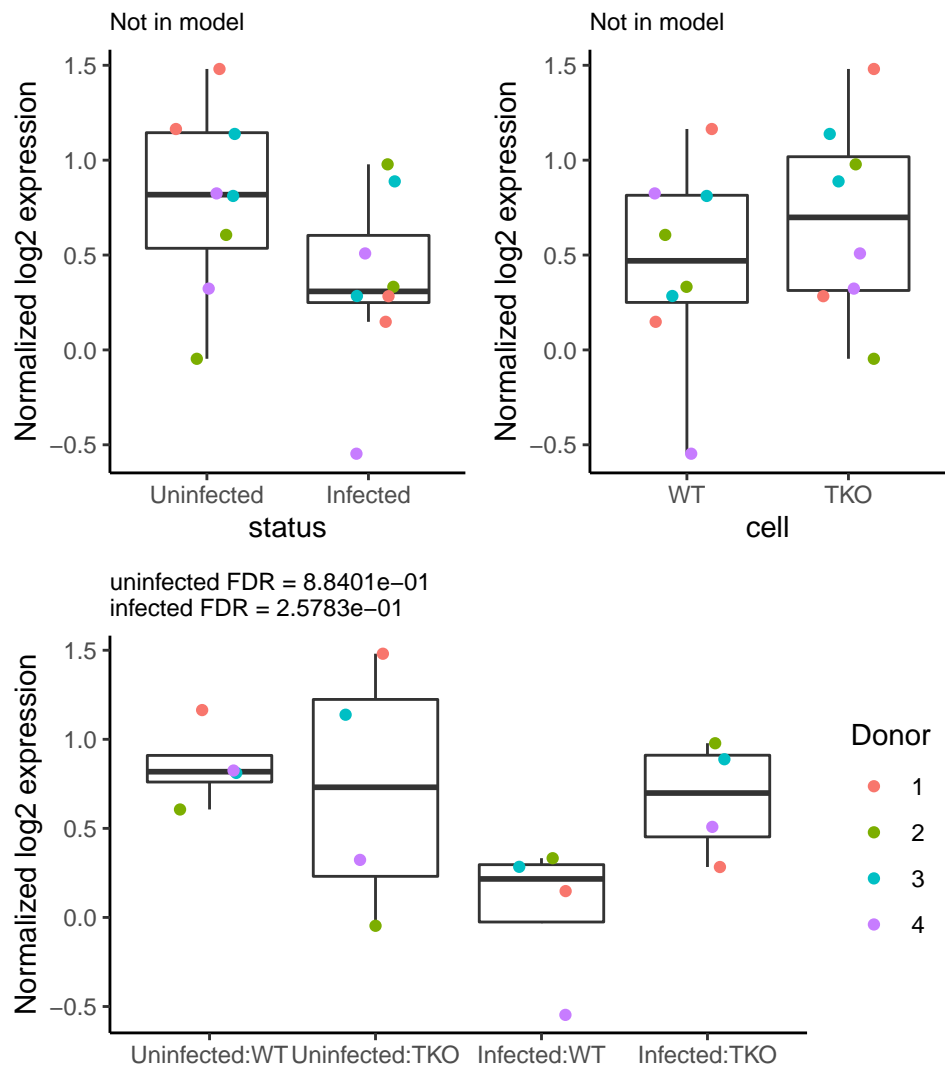 Not in model
Normalized log2 expression
1.5
1.0
0.5
0.0
−0.5
Uninfected Infected
status
Not in model
Normalized log2 expression
1.5
1.0
0.5
0.0
−0.5
WT TKO
cell
uninfected FDR = 8.8401e−01
infected FDR = 2.5783e−01
Normalized log2 expression
1.5
1.0
0.5
0.0
−0.5
Uninfected:WT Uninfected:TKO Infected:WT Infected:TKO
Donor
1
2
3
4